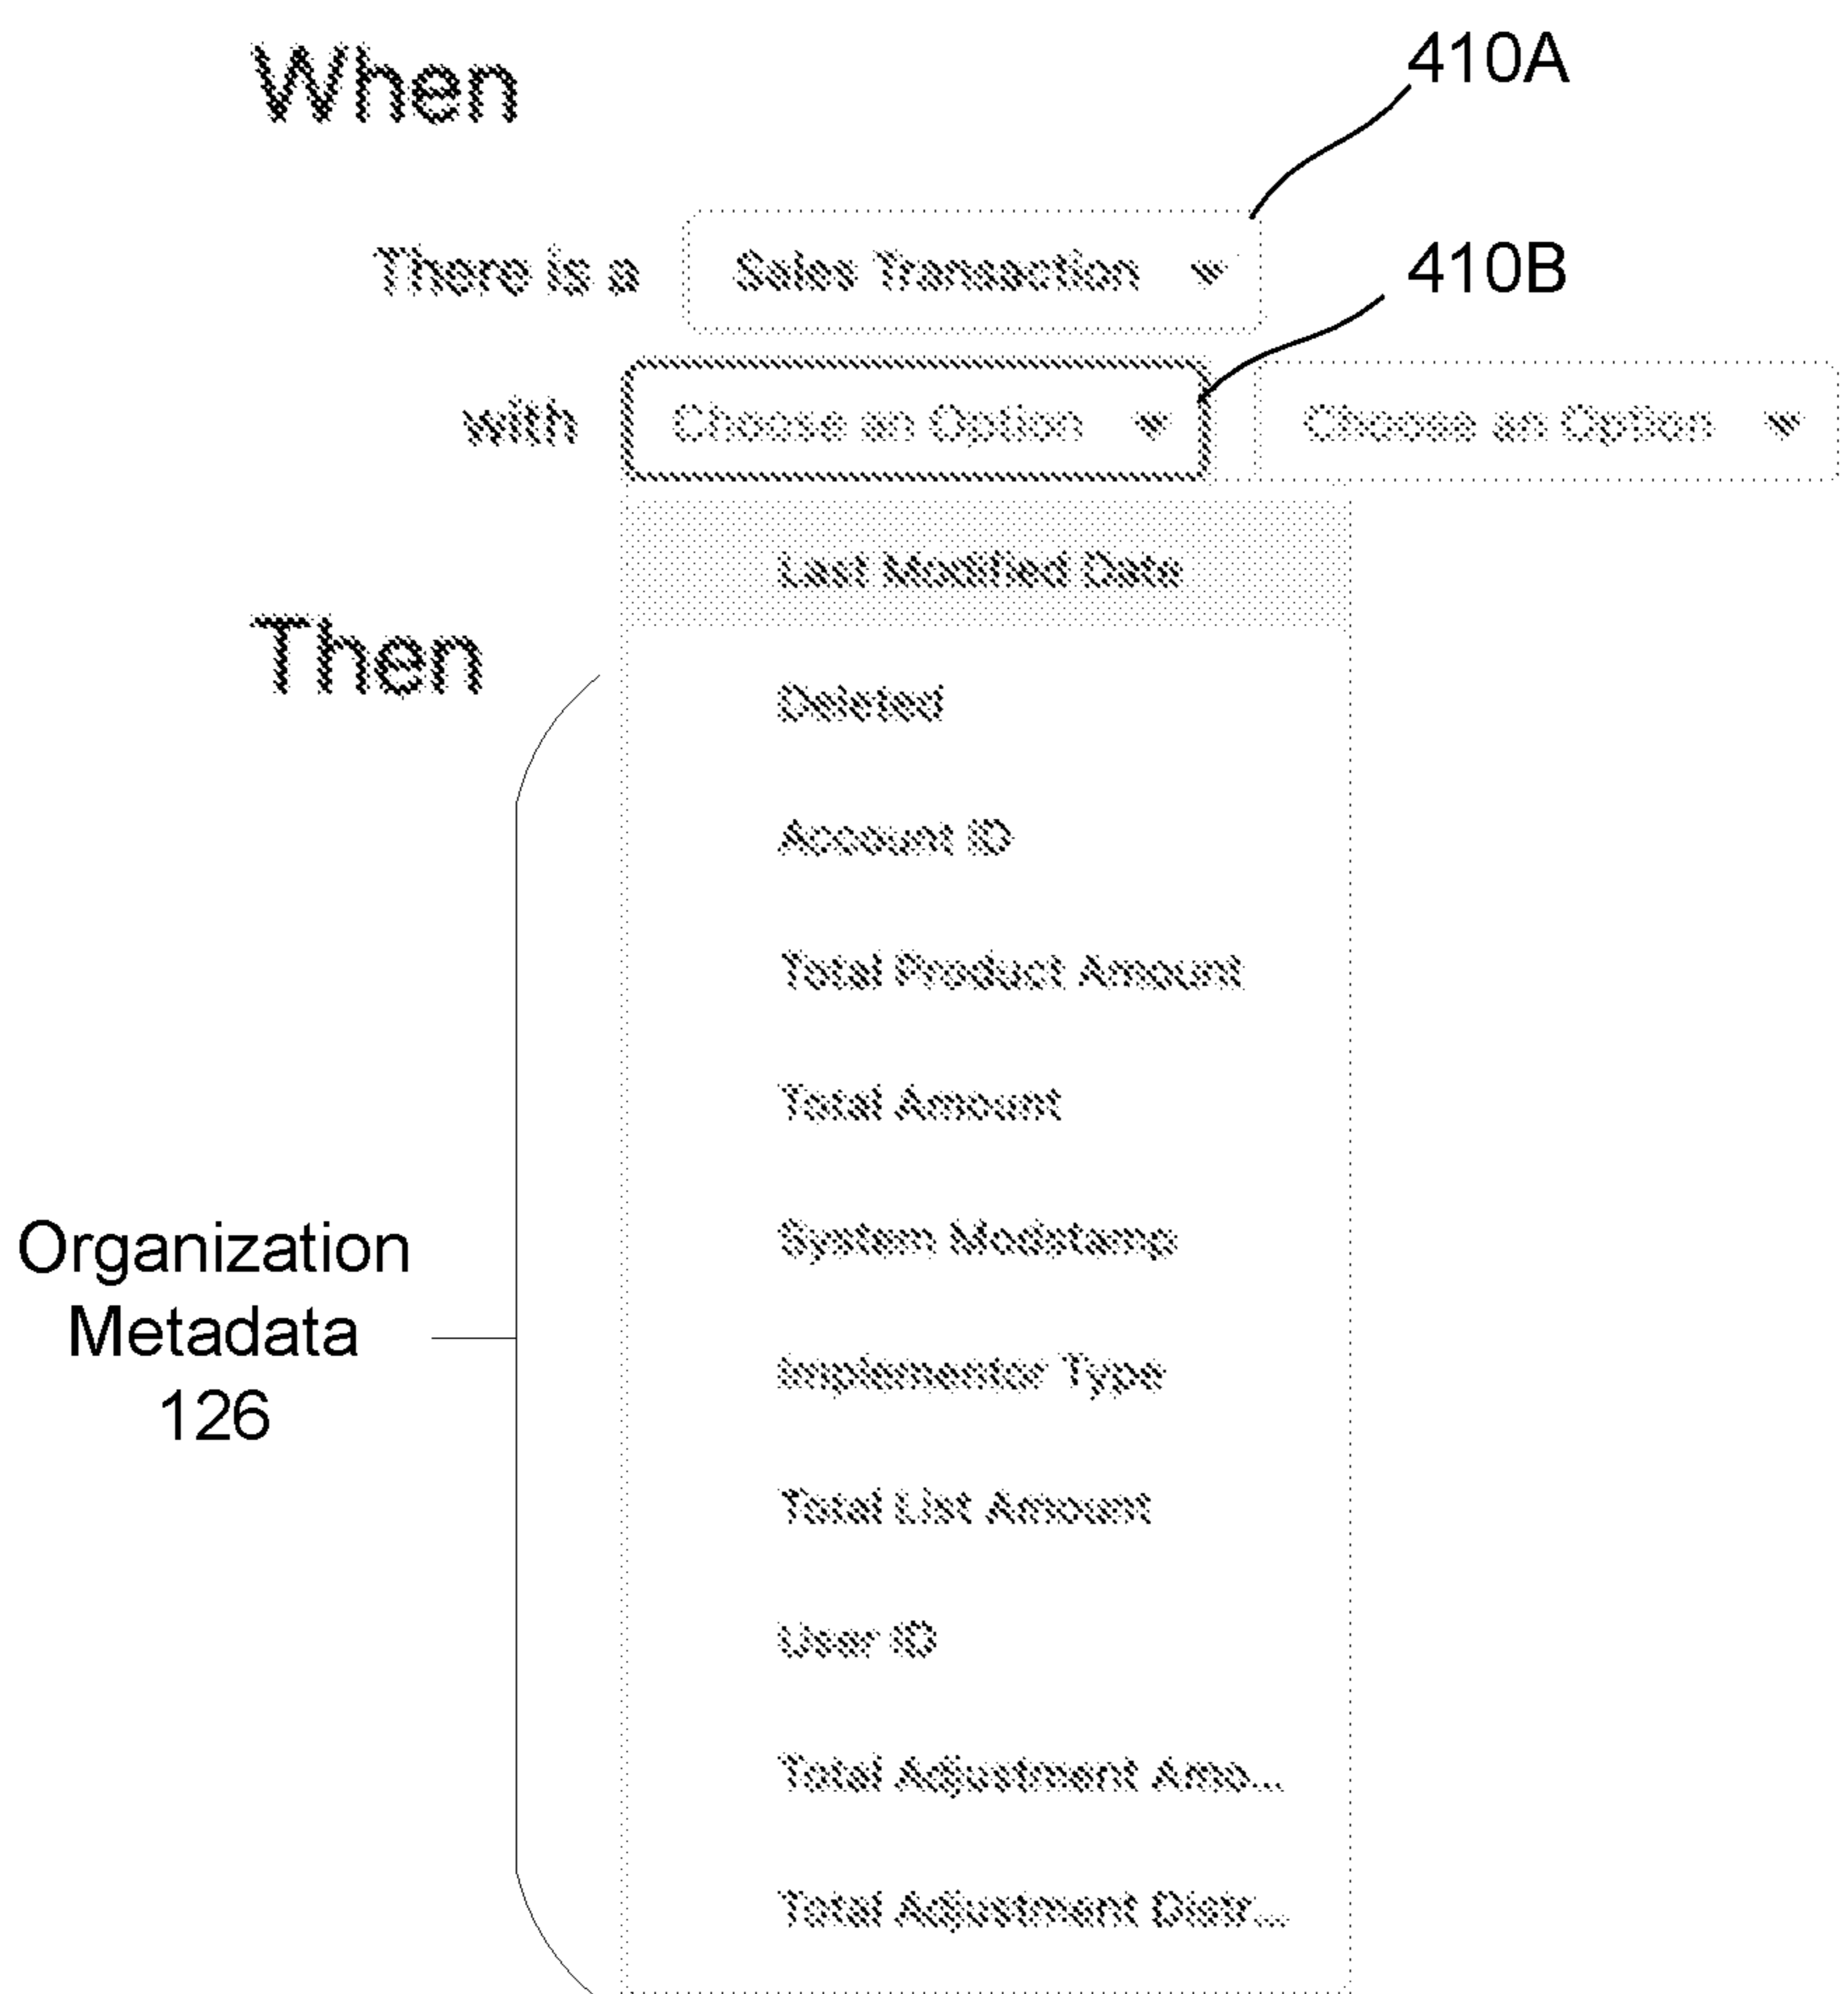 When
410A
There is a Sales Transaction
410B
with Choose an Option Choose an Option
Last Modified Date
Then
Deleted
Account ID
Total Product Amount
Total Amount
System Modstamp
Organization
Metadata
126
Implementor Type
Total List Amount
User ID
Total Adjustment Amo...
Total Adjustment Distr...